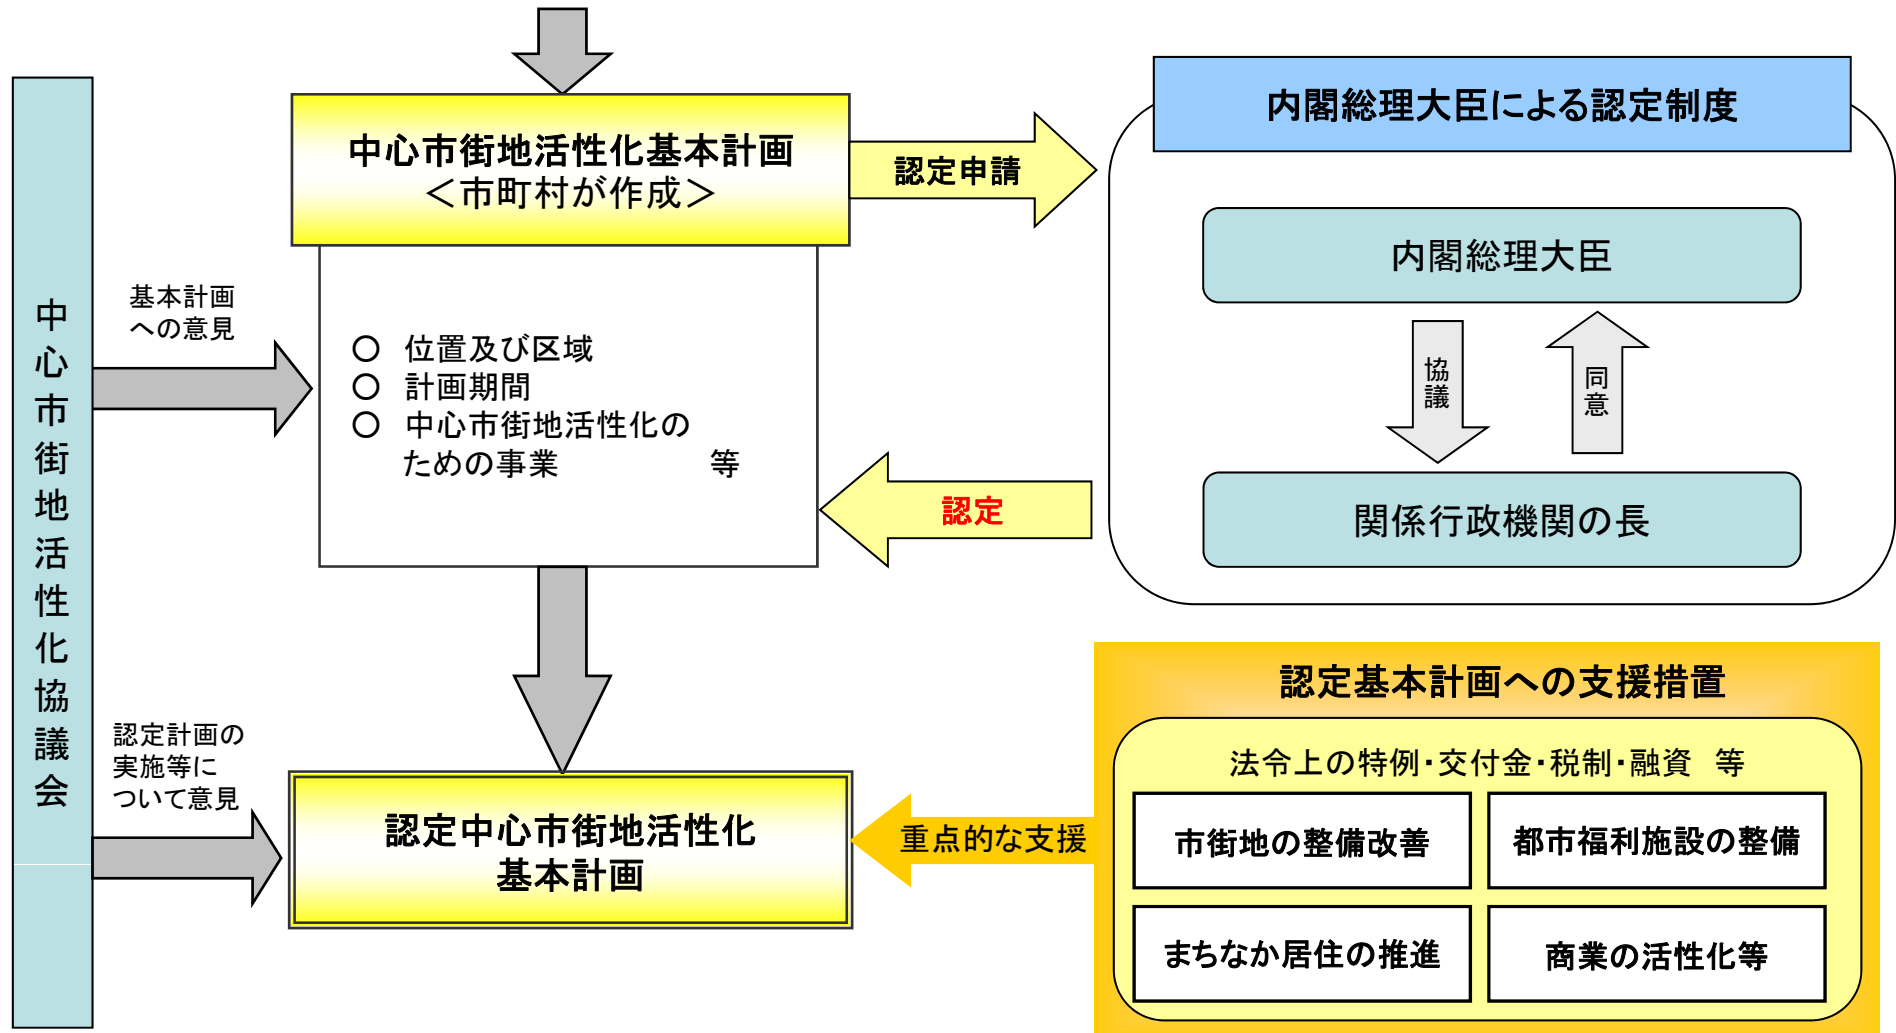 中心市街地活性化協議会
中心市街地活性化基本計画
＜市町村が作成＞
認定申請
内閣総理大臣による認定制度
内閣総理大臣
協議
同意
関係行政機関の長
基本計画
への意見
○ 位置及び区域
○ 計画期間
○ 中心市街地活性化の
ための事業 等
認定
認定計画の
実施等に
ついて意見
認定中心市街地活性化
基本計画
重点的な支援
認定基本計画への支援措置
法令上の特例・交付金・税制・融資 等
市街地の整備改善
都市福利施設の整備
まちなか居住の推進
商業の活性化等